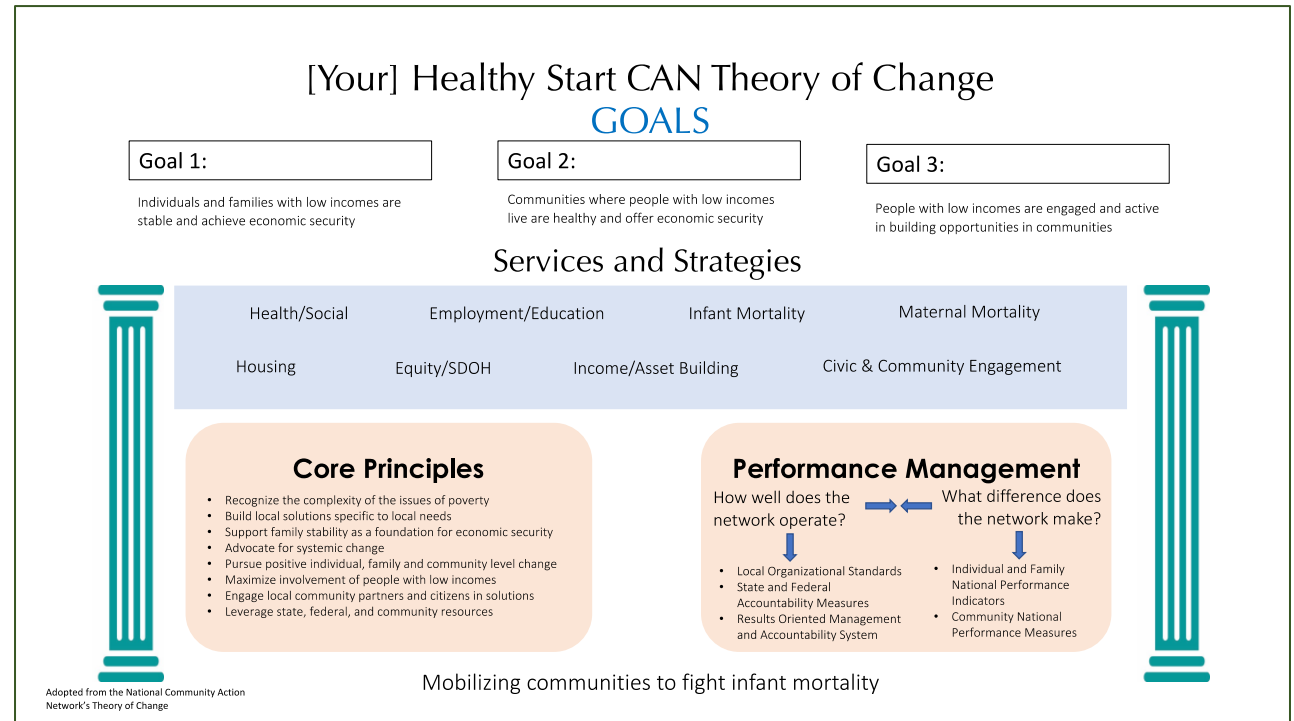 [Your] Healthy Start CAN Theory of Change
GOALS
Goal 1:
Individuals and families with low incomes are
stable and achieve economic security
Goal 2:
Communities where people with low incomes
live are healthy and offer economic security
Goal 3:
People with low incomes are engaged and active
in building opportunities in communities
Services and Strategies
Health/Social
Employment/Education
Infant Mortality
Maternal Mortality
Housing
Equity/SDOH
Income/Asset Building
Civic & Community Engagement
Core Principles
• Recognize the complexity of the issues of poverty
• Build local solutions specific to local needs
• Support family stability as a foundation for economic security
• Advocate for systemic change
• Pursue positive individual, family and community level change
• Maximize involvement of people with low incomes
• Engage local community partners and citizens in solutions
• Leverage state, federal, and community resources
Performance Management
How well does the
network operate?
What difference does
the network make?
• Local Organizational Standards
• State and Federal
Accountability Measures
• Results Oriented Management
and Accountability System
• Individual and Family
National Performance
Indicators
• Community National
Performance Measures
Mobilizing communities to fight infant mortality
Adopted from the National Community Action
Network's Theory of Change